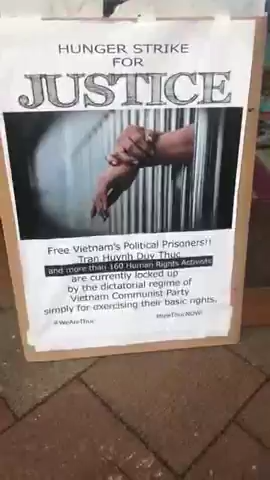 HUNGER STRIKE
FOR
JUSTICE
Free Vietnam's Political Prisoners!!
Tran Huynh Duy Thuc
and more than 160 Human Rights Activists
are currently locked up
by the dictatorial regime of
Vietnam Communist Party
simply for exercising their basic rights.
#WeAreThuc #freeThucNOW